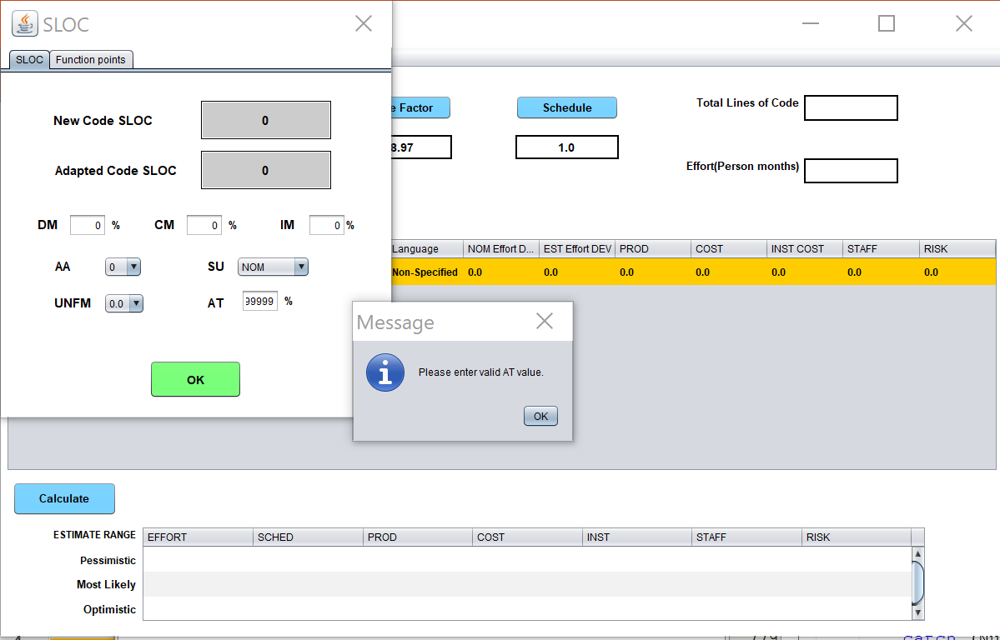 SLOC
SLOC Function points
New Code SLOC 0
Adapted Code SLOC 0
DM 0 % CM 0 % IM 0 %
AA 0 SU NOM
UNFM 0.0 AT 99999 %
OK
Factor Schedule
8.97 1.0
Total Lines of Code
Effort(Person months)
Language NOM Effort D... EST Effort DEV PROD COST INST COST STAFF RISK
Non-Specified 0.0 0.0 0.0 0.0 0.0 0.0 0.0
Message
Please enter valid AT value.
OK
Calculate
ESTIMATE RANGE EFFORT SCHED PROD COST INST STAFF RISK
Pessimistic
Most Likely
Optimistic